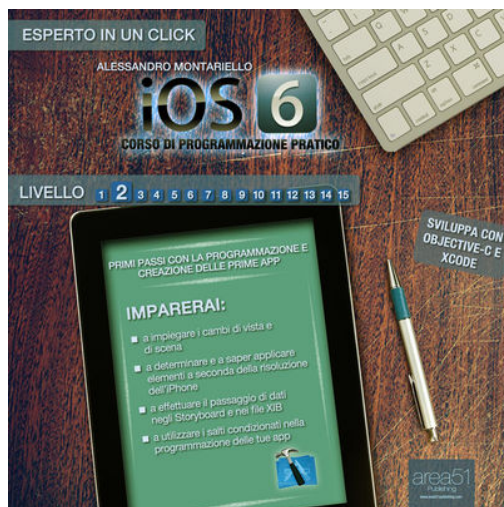 ESPERTO IN UN CLICK
ALESSANDRO MONTARIELLO
iOS 6
CORSO DI PROGRAMMAZIONE PRATICO
LIVELLO 1 2 3 4 5 6 7 8 9 10 11 12 13 14 15
SVILUPPA CON
OBJECTIVE-C E
XCODE
PRIMI PASSI CON LA PROGRAMMAZIONE E
CREAZIONE DELLE PRIME APP
IMPARERAI:
a impiegare i cambi di vista e
di scena
a determinare e a saper applicare
elementi a seconda della risoluzione
dell'iPhone
a effettuare il passaggio di dati
negli Storyboard e nei file XIB
a utilizzare i salti condizionati nella
programmazione delle tue app
area51
Publishing
www.area51publishing.com